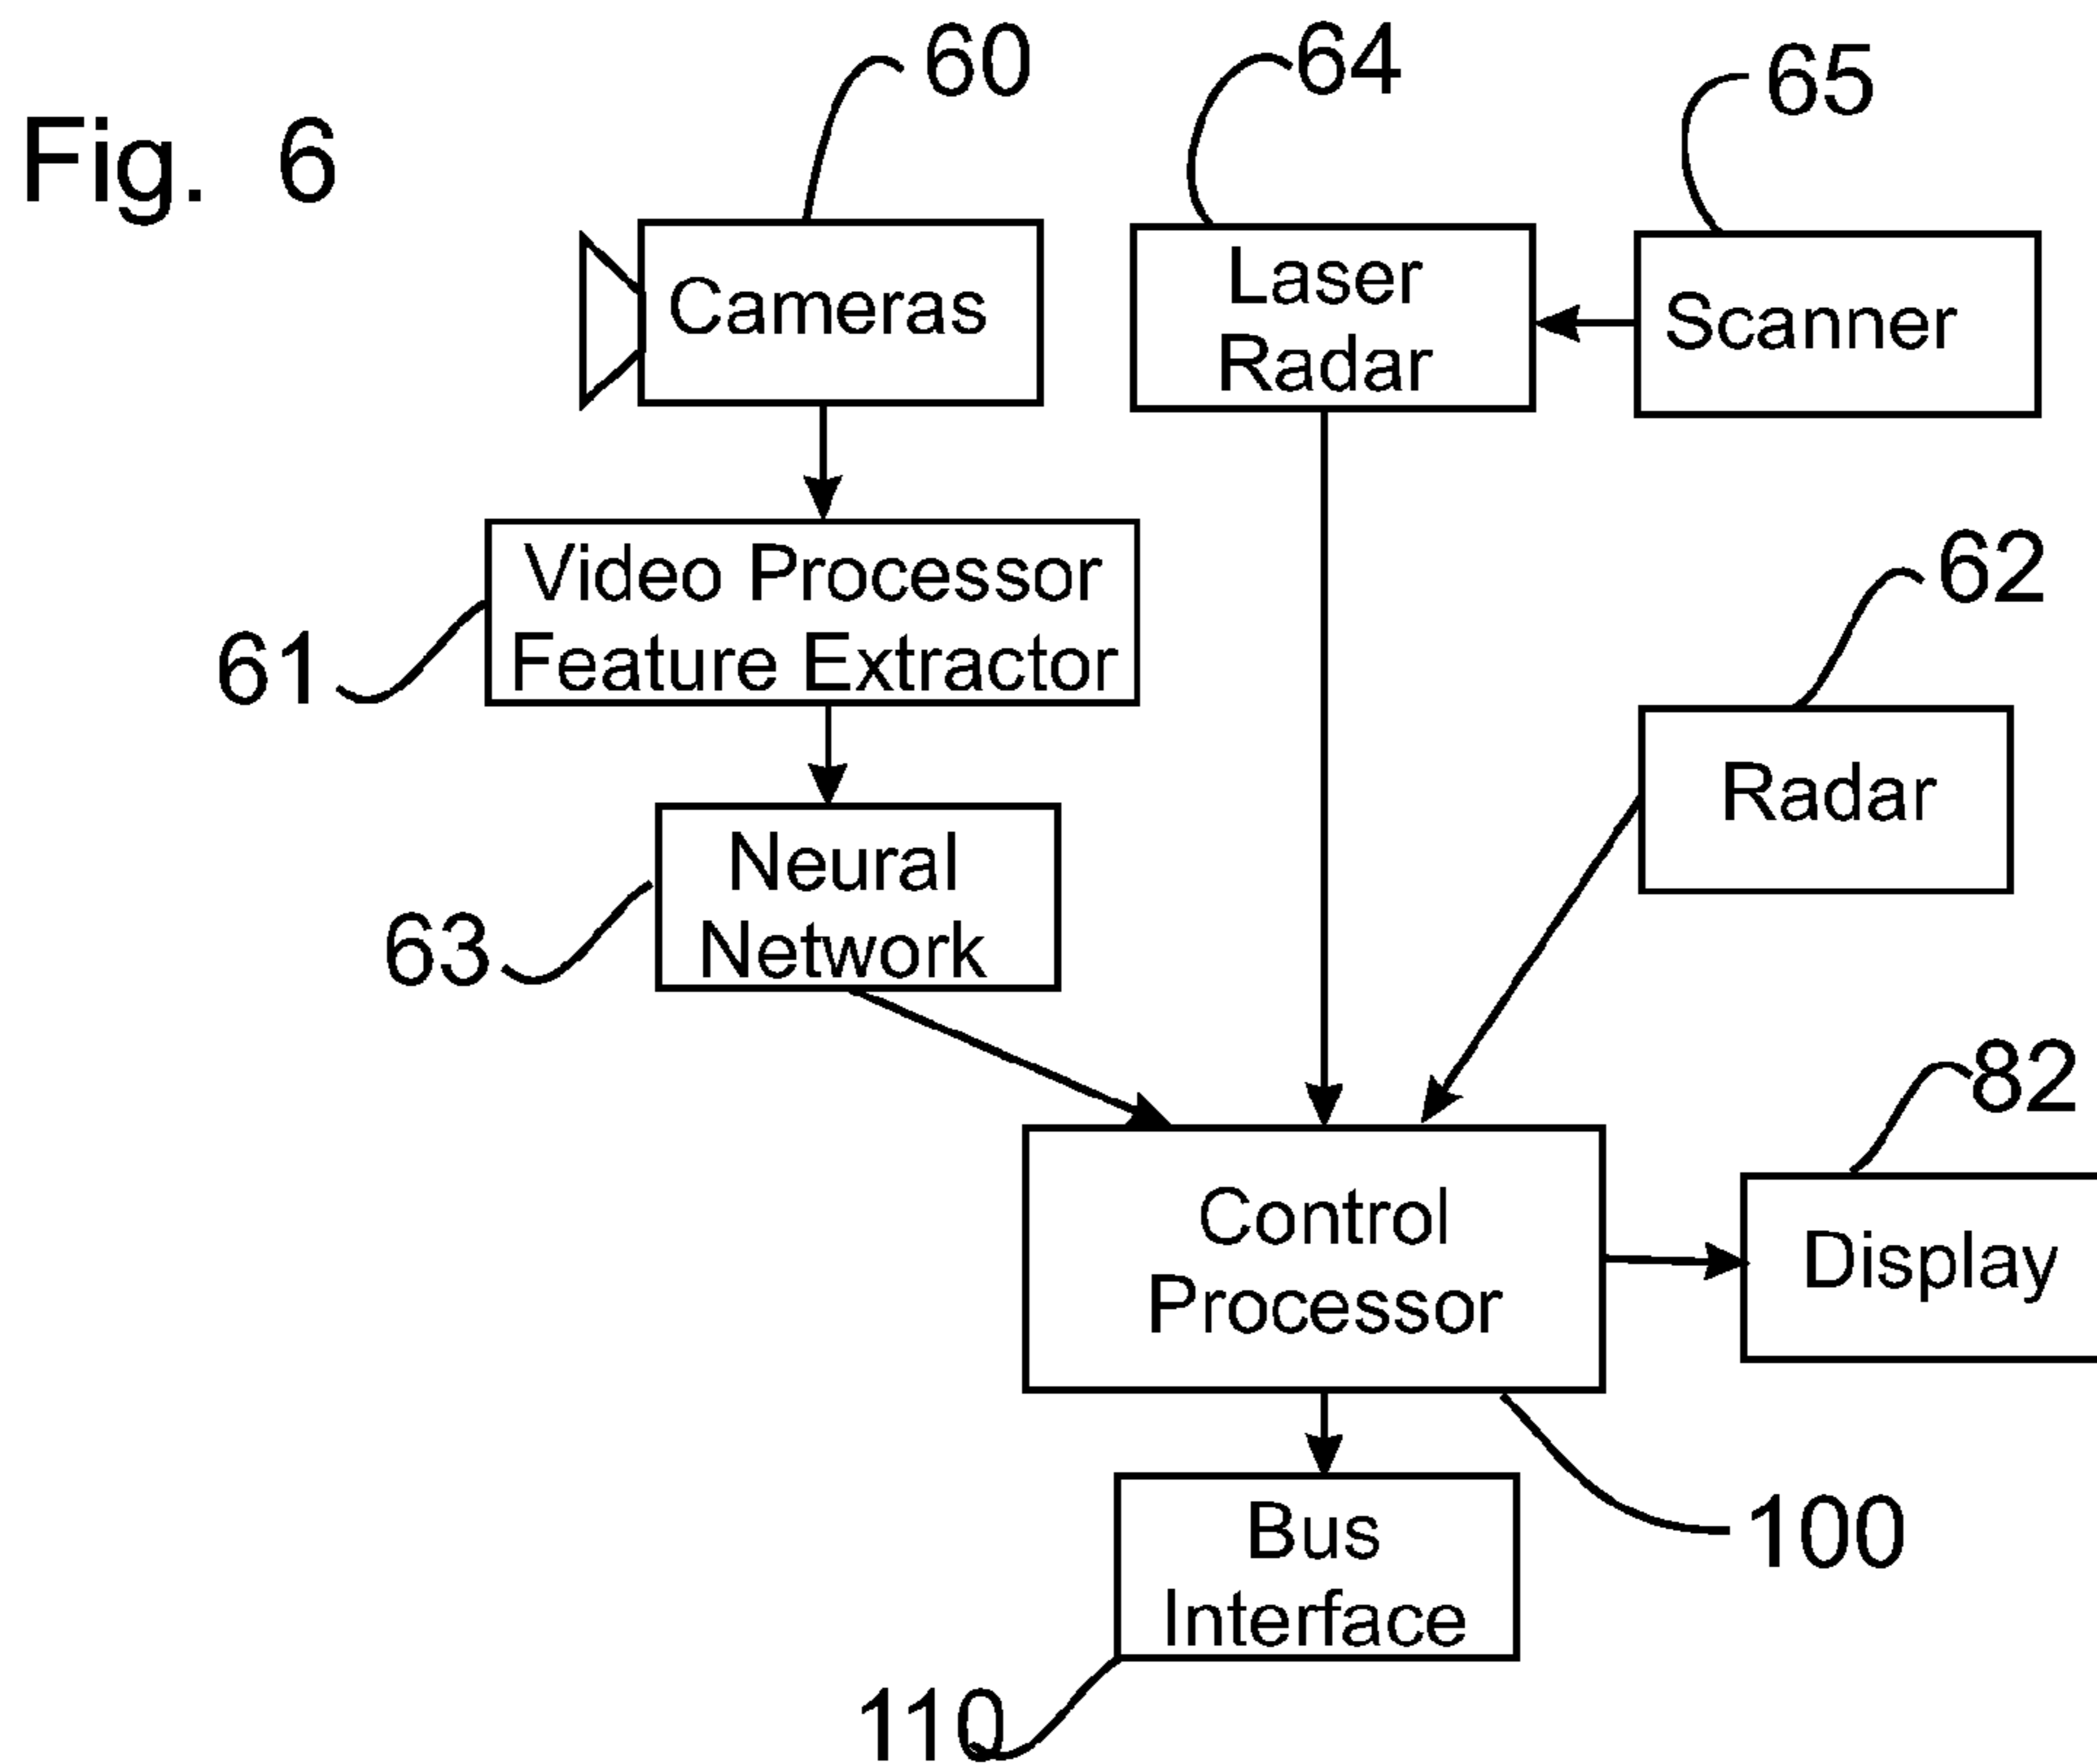 Fig. 6
60
64
65
Cameras
Laser
Radar
Scanner
Video Processor
Feature Extractor
61
62
Radar
Neural
Network
63
82
Control
Processor
Display
100
Bus
Interface
110